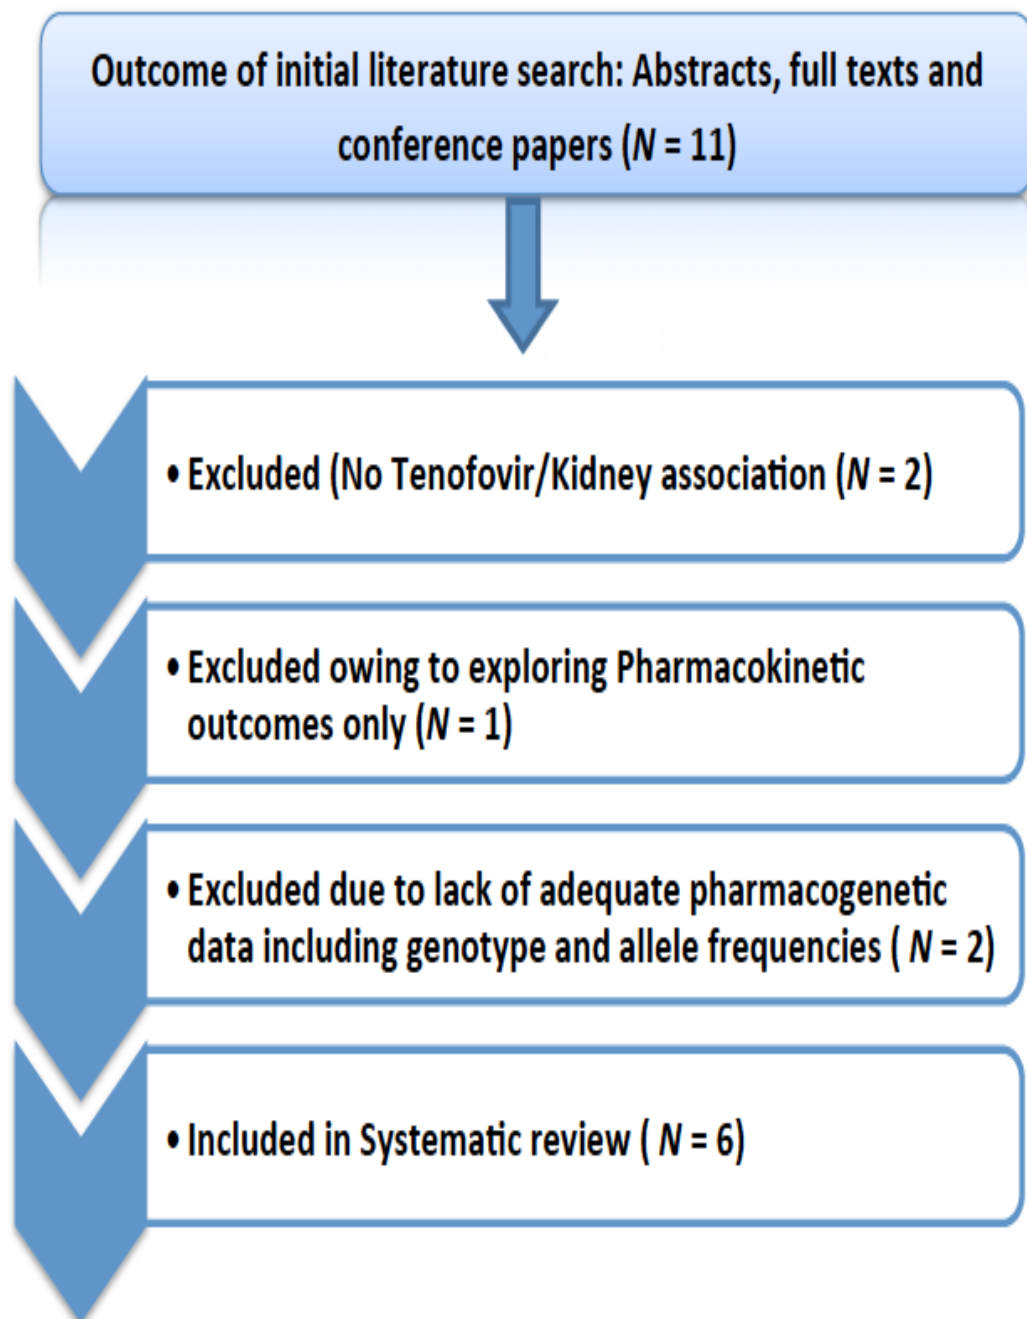 Outcome of initial literature search: Abstracts, full texts and
conference papers (N = 11)
• Excluded (No Tenofovir/Kidney association (N = 2)
• Excluded owing to exploring Pharmacokinetic
outcomes only (N = 1)
• Excluded due to lack of adequate pharmacogenetic
data including genotype and allele frequencies ( N = 2)
• Included in Systematic review ( N = 6)